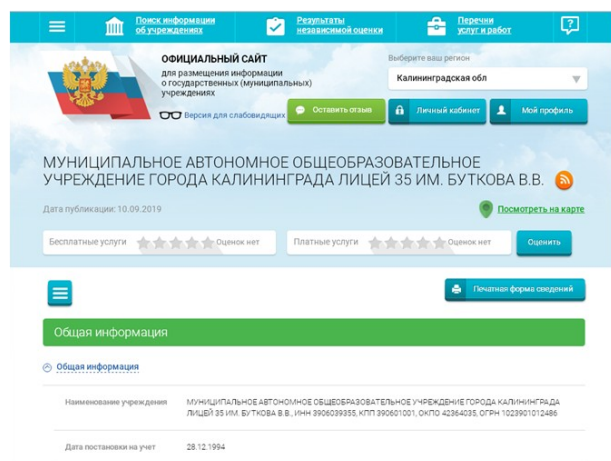 Поиск информации
об учреждениях
Результаты
независимой оценки
Перечни
услуг и работ
ОФИЦИАЛЬНЫЙ САЙТ
для размещения информации
о государственных (муниципальных)
учреждениях
Версия для слабовидящих
Выберите ваш регион
Калининградская обл
Оставить отзыв
Личный кабинет
Мой профиль
МУНИЦИПАЛЬНОЕ АВТОНОМНОЕ ОБЩЕОБРАЗОВАТЕЛЬНОЕ
УЧРЕЖДЕНИЕ ГОРОДА КАЛИНИНГРАДА ЛИЦЕЙ 35 ИМ. БУТКОВА В.В.
Дата публикации: 10.09.2019
Посмотреть на карте
Бесплатные услуги Оценок нет
Платные услуги Оценок нет
Оценить
Печатная форма сведений
Общая информация
Общая информация
Наименование учреждения
МУНИЦИПАЛЬНОЕ АВТОНОМНОЕ ОБЩЕОБРАЗОВАТЕЛЬНОЕ УЧРЕЖДЕНИЕ ГОРОДА КАЛИНИНГРАДА
ЛИЦЕЙ 35 ИМ. БУТКОВА В.В., ИНН 3906039355, КПП 390601001, ОКПО 42364035, ОГРН 1023901012486
Дата постановки на учет
28.12.1994